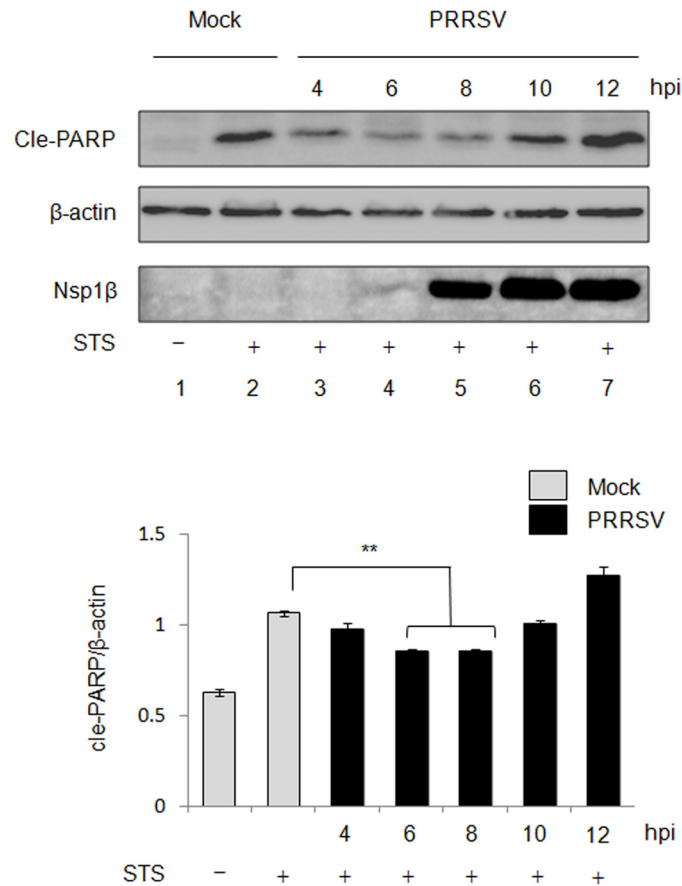 Mock PRRSV
4 6 8 10 12 hpi
Cle-PARP
β-actin
Nsp1β
STS – + + + + + +
1 2 3 4 5 6 7
Mock
PRRSV
1.5
**
1
0.5
0
cle-PARP/β-actin
4 6 8 10 12 hpi
STS – + + + + + +